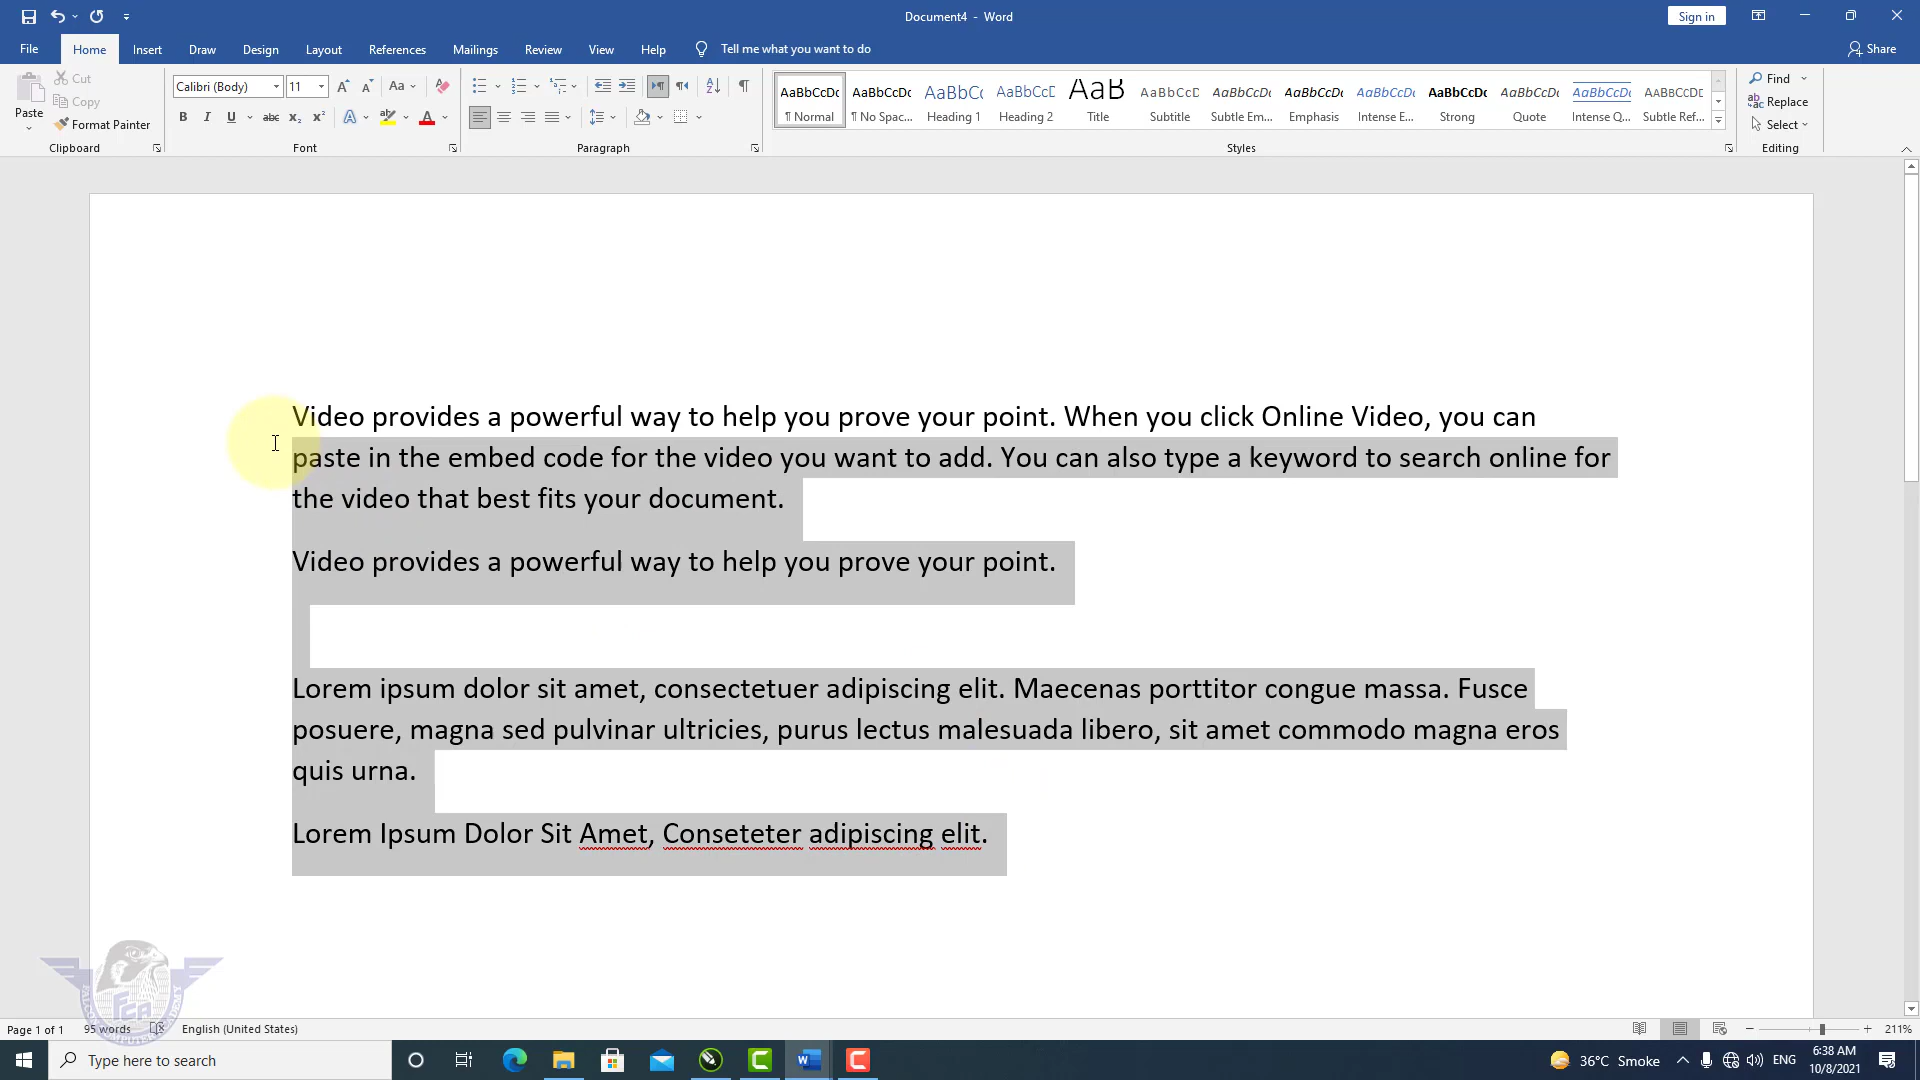 Document4 - Word
Sign in
File Home Insert Draw Design Layout References Mailings Review View Help Tell me what you want to do Share
Cut
Copy
Paste
Format Painter
Clipboard
Calibri (Body) 11
Font
Paragraph
AaBbCcDc AaBbCcDc AaBbCc AaBbCcD AaB AaBbCcD AaBbCcDc AaBbCcDc AaBbCcDc AaBbCcDc AaBbCcDc AaBbCcDc AABBCCDC
¶ Normal ¶ No Spac... Heading 1 Heading 2 Title Subtitle Subtle Em... Emphasis Intense E... Strong Quote Intense Q... Subtle Ref...
Styles
Find
Replace
Select
Editing
Video provides a powerful way to help you prove your point. When you click Online Video, you can
paste in the embed code for the video you want to add. You can also type a keyword to search online for
the video that best fits your document.
Video provides a powerful way to help you prove your point.
Lorem ipsum dolor sit amet, consectetuer adipiscing elit. Maecenas porttitor congue massa. Fusce
posuere, magna sed pulvinar ultricies, purus lectus malesuada libero, sit amet commodo magna eros
quis urna.
Lorem Ipsum Dolor Sit Amet, Conseteter adipiscing elit.
FCA
Page 1 of 1 95 words English (United States) 211%
Type here to search
36°C Smoke ENG
6:38 AM
10/8/2021